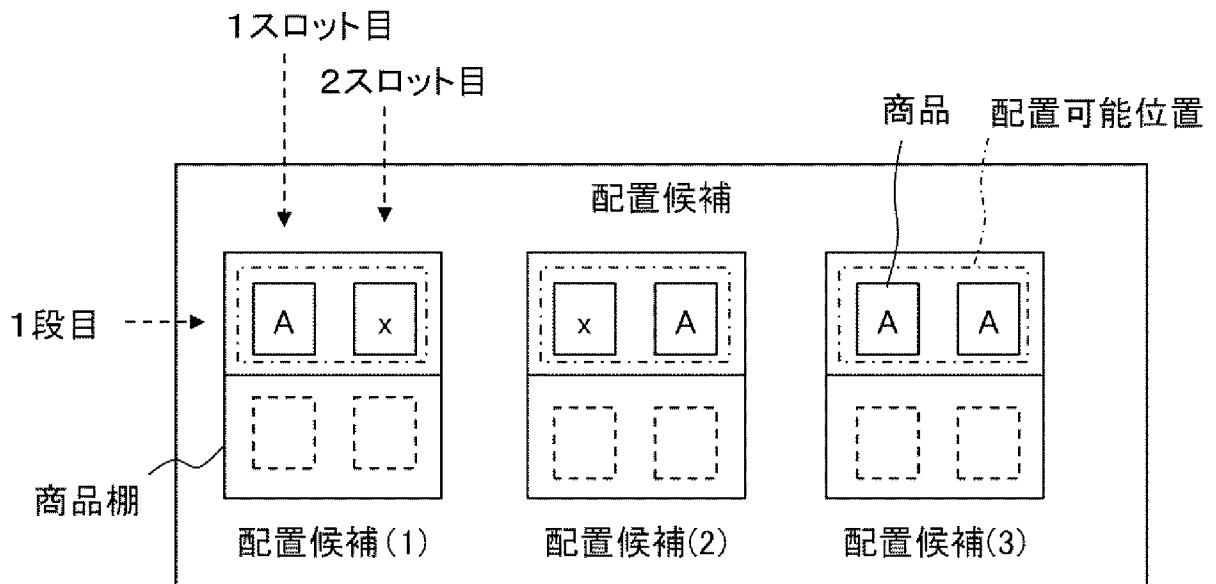 １スロット目
２スロット目
商品
配置可能位置
配置候補
A
x
x
A
A
A
１段目
商品棚
配置候補(1)
配置候補(2)
配置候補(3)